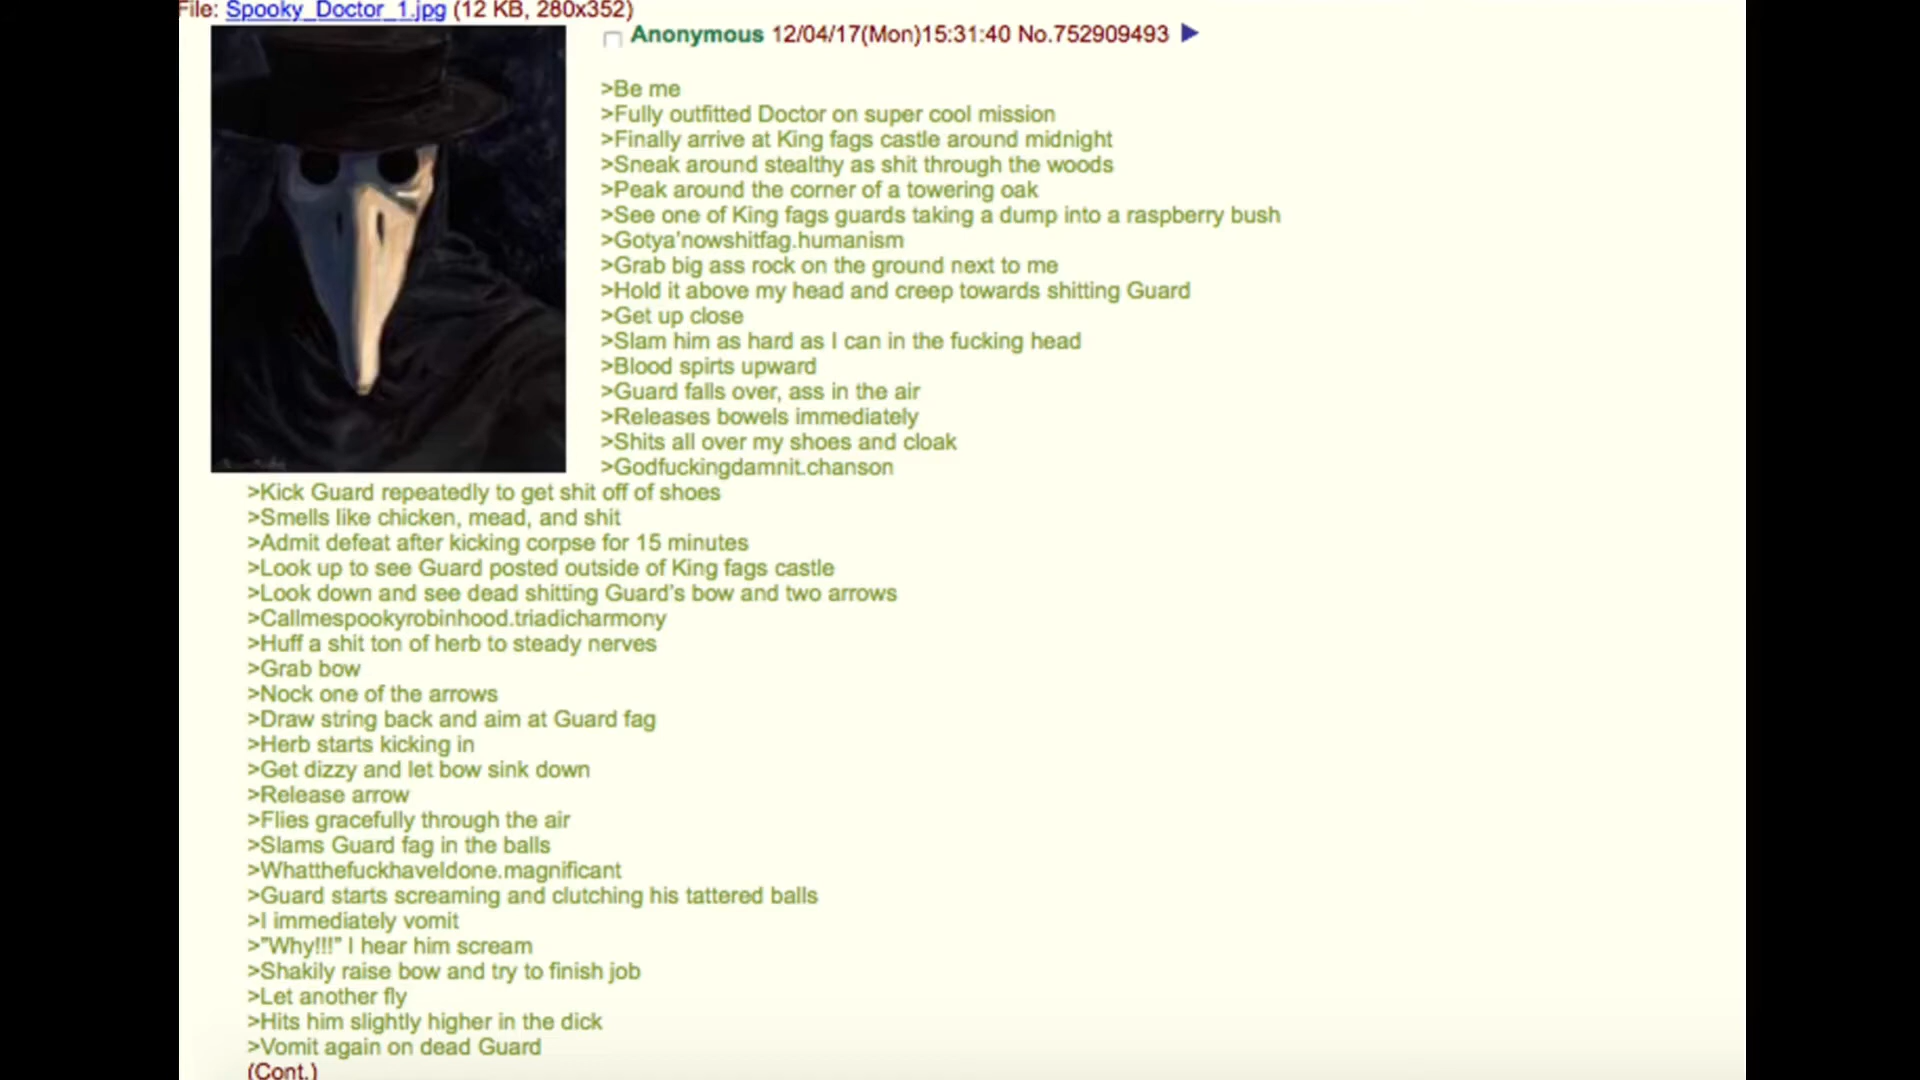 File: Spooky_Doctor_1.jpg (12 KB, 280x352)
Anonymous 12/04/17(Mon)15:31:40 No.752909493
>Be me
>Fully outfitted Doctor on super cool mission
>Finally arrive at King fags castle around midnight
>Sneak around stealthy as shit through the woods
>Peak around the corner of a towering oak
>See one of King fags guards taking a dump into a raspberry bush
>Gotya'nowshitfag.humanism
>Grab big ass rock on the ground next to me
>Hold it above my head and creep towards shitting Guard
>Get up close
>Slam him as hard as I can in the fucking head
>Blood spirts upward
>Guard falls over, ass in the air
>Releases bowels immediately
>Shits all over my shoes and cloak
>Godfuckingdamnit.chanson
>Kick Guard repeatedly to get shit off of shoes
>Smells like chicken, mead, and shit
>Admit defeat after kicking corpse for 15 minutes
>Look up to see Guard posted outside of King fags castle
>Look down and see dead shitting Guard's bow and two arrows
>Callmespookyrobinhood.triadicharmony
>Huff a shit ton of herb to steady nerves
>Grab bow
>Nock one of the arrows
>Draw string back and aim at Guard fag
>Herb starts kicking in
>Get dizzy and let bow sink down
>Release arrow
>Flies gracefully through the air
>Slams Guard fag in the balls
>WhatthefuckhaveIdone.magnificant
>Guard starts screaming and clutching his tattered balls
>I immediately vomit
>"Why!!!" I hear him scream
>Shakily raise bow and try to finish job
>Let another fly
>Hits him slightly higher in the dick
>Vomit again on dead Guard
(Cont.)